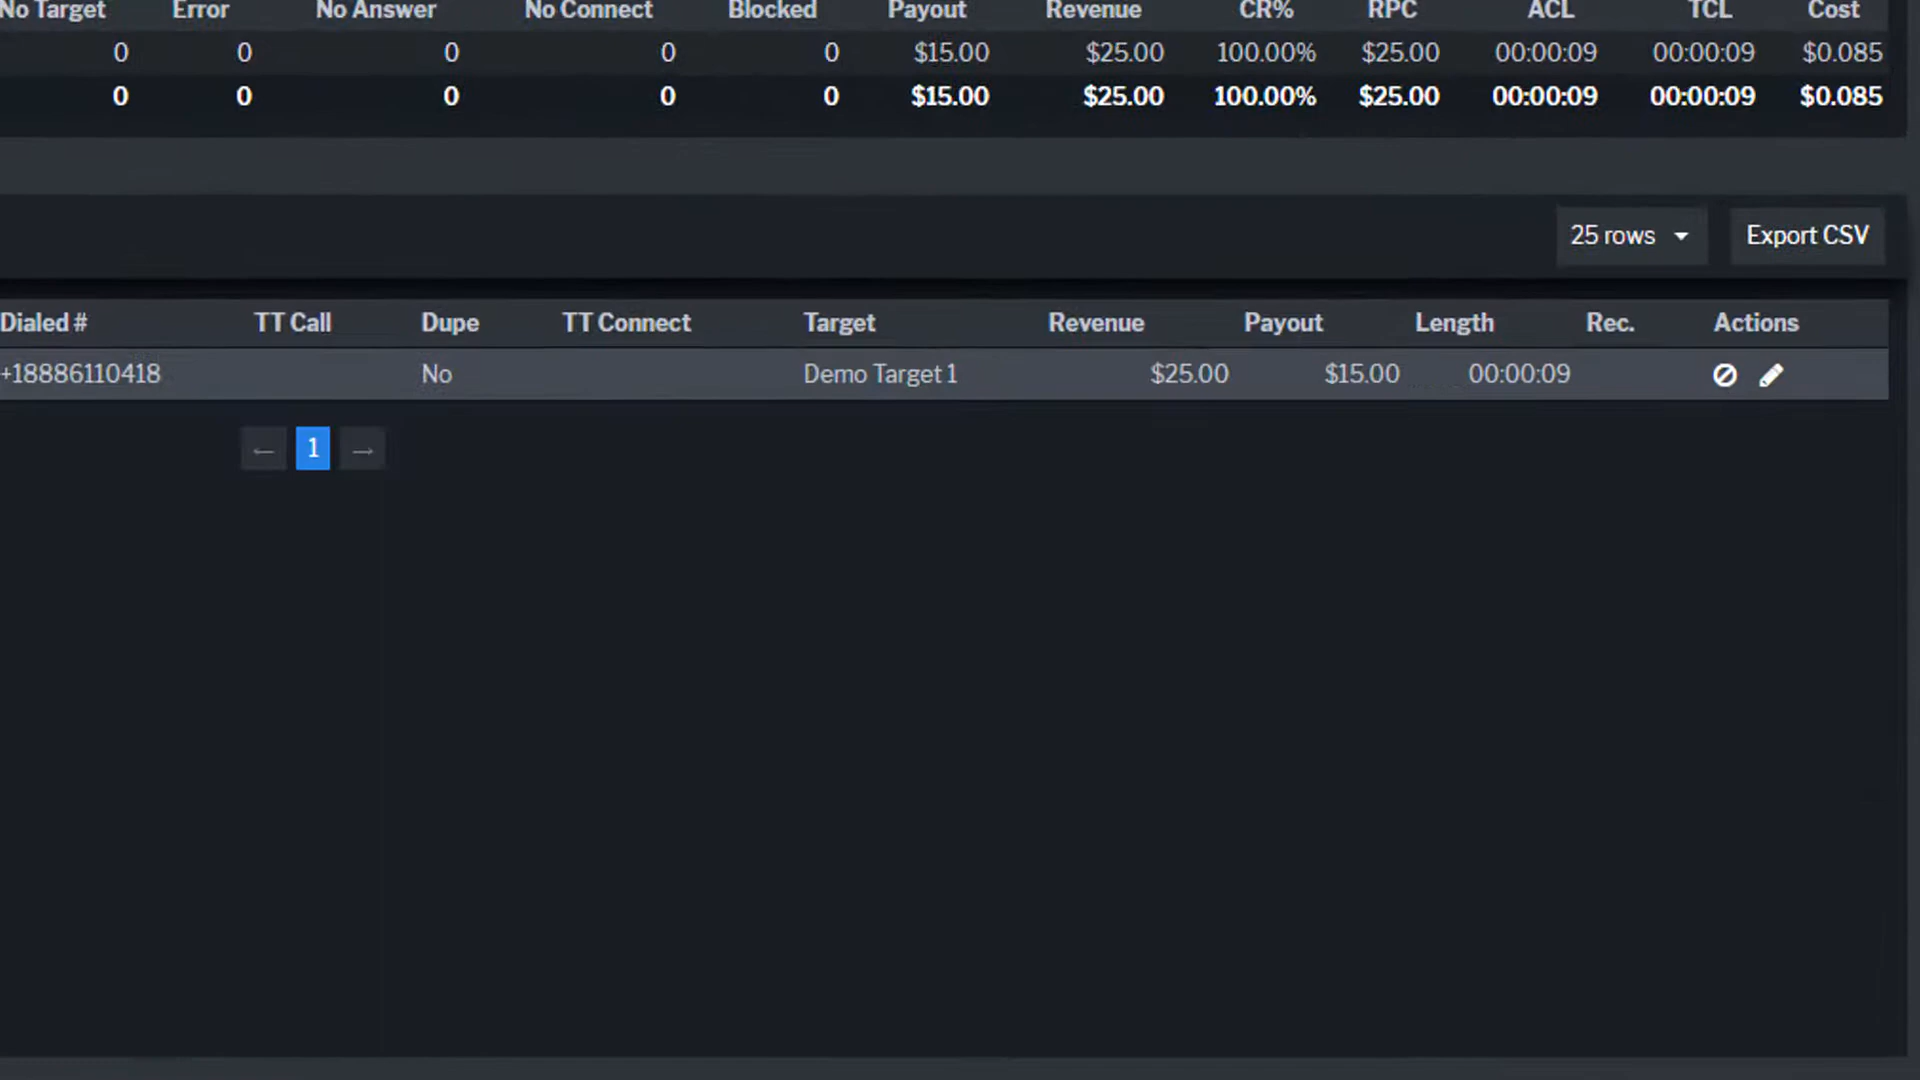 No Target Error No Answer No Connect Blocked Payout Revenue CR% RPC ACL TCL Cost
0 0 0 0 0 $15.00 $25.00 100.00% $25.00 00:00:09 00:00:09 $0.085
0 0 0 0 0 $15.00 $25.00 100.00% $25.00 00:00:09 00:00:09 $0.085
25 rows Export CSV
Dialed # TT Call Dupe TT Connect Target Revenue Payout Length Rec. Actions
+18886110418 No Demo Target 1 $25.00 $15.00 00:00:09
← 1 →